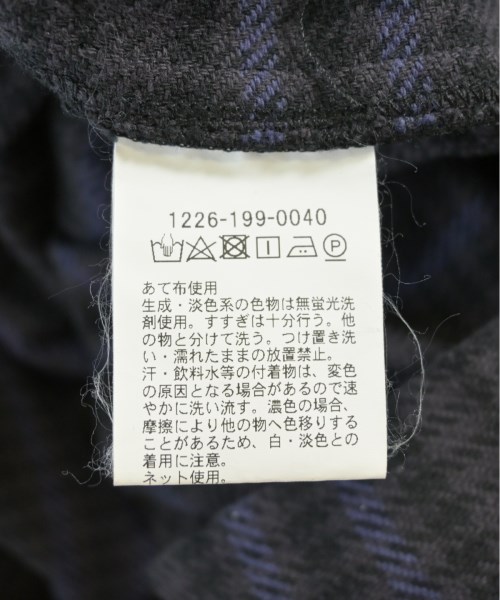 1226-199-0040
あて布使用
生成・淡色系の色物は無蛍光洗
剤使用。すすぎは十分行う。他
の物と分けて洗う。つけ置き洗
い・濡れたままの放置禁止。
汗・飲料水等の付着物は、変色
の原因となる場合があるので速
やかに洗い流す。濃色の場合、
摩擦により他の物へ色移りする
ことがあるため、白・淡色との
着用に注意。
ネット使用。